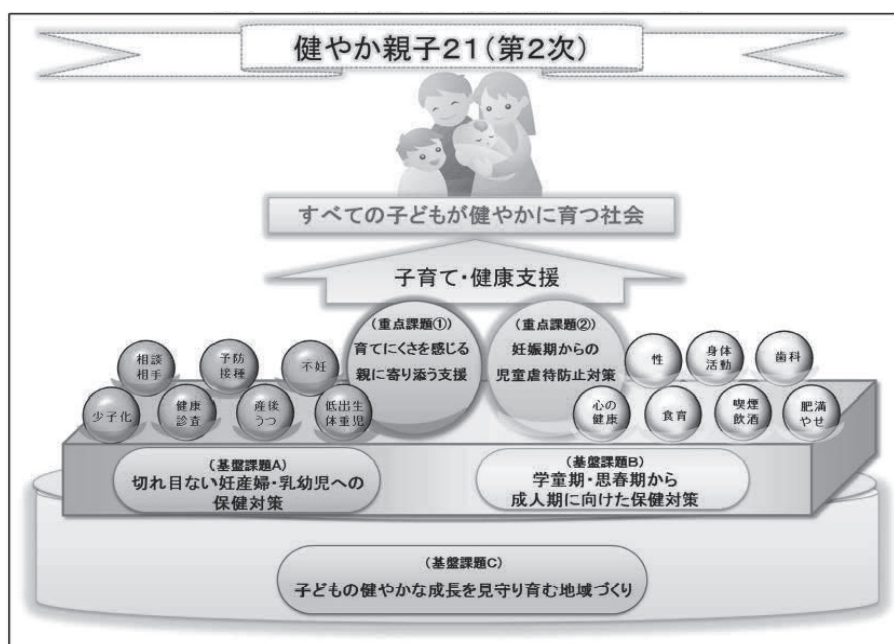 健やか親子21(第2次)
すべての子どもが健やかに育つ社会
子育て・健康支援
(重点課題①)
育てにくさを感じる
親に寄り添う支援
(重点課題②)
妊娠期からの
児童虐待防止対策
相談
相手
予防
接種
不妊
少子化
健康
診査
産後
うつ
低出生
体重児
性
身体
活動
歯科
心の
健康
食育
喫煙
飲酒
肥満
やせ
(基盤課題A)
切れ目ない妊産婦・乳幼児への
保健対策
(基盤課題B)
学童期・思春期から
成人期に向けた保健対策
(基盤課題C)
子どもの健やかな成長を見守り育む地域づくり